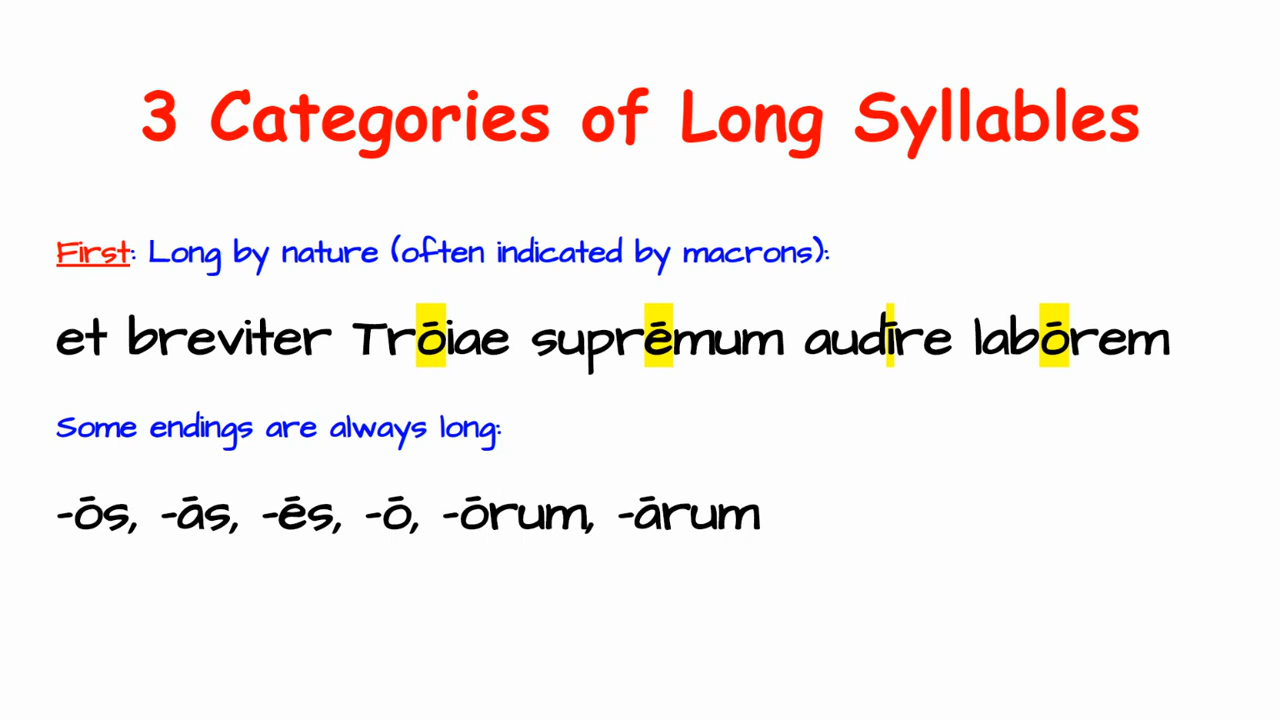 3 Categories of Long Syllables
First: Long by nature (often indicated by macrons):
et breviter Trōiae suprēmum audīre labōrem
Some endings are always long:
-ōs, -ās, -ēs, -ō, -ōrum, -ārum